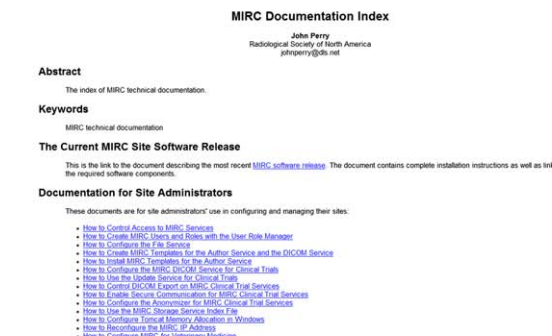 MIRC Documentation Index
John Perry
Radiological Society of North America
johnperry@dls.net
Abstract
The index of MIRC technical documentation.
Keywords
MIRC technical documentation
The Current MIRC Site Software Release
This is the link to the document describing the most recent MIRC software release. The document contains complete installation instructions as well as
the required software components.
Documentation for Site Administrators
These documents are for site administrators' use in configuring and managing their sites:
How to Control Access to MIRC Services
How to Create MIRC Users and Roles with the User Role Manager
How to Configure the File Service
How to Create MIRC Templates for the Author Service and the DICOM Service
How to Install MIRC Templates for the Author Service
How to Configure the MIRC DICOM Service for Clinical Trials
How to Use the Update Service for Clinical Trials
How to Control DICOM Export on MIRC Clinical Trial Services
How to Enable Secure Communication for MIRC Clinical Trial Services
How to Configure the Anonymizer for MIRC Clinical Trial Services
How to Use the MIRC Storage Service Index File
How to Configure Tomcat Memory Allocation in Windows
How to Reconfigure the MIRC IP Address